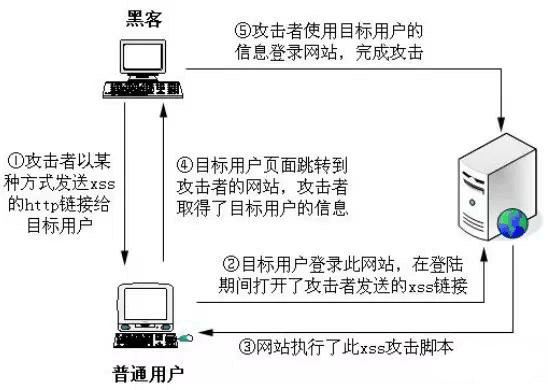 黑客
⑤攻击者使用目标用户的
信息登录网站，完成攻击
①攻击者以某
种方式发送xss
的http链接给
目标用户
④目标用户页面跳转到
攻击者的网站，攻击者
取得了目标用户的信息
②目标用户登录此网站，在登陆
期间打开了攻击者发送的xss链接
③网站执行了此xss攻击脚本
普通用户